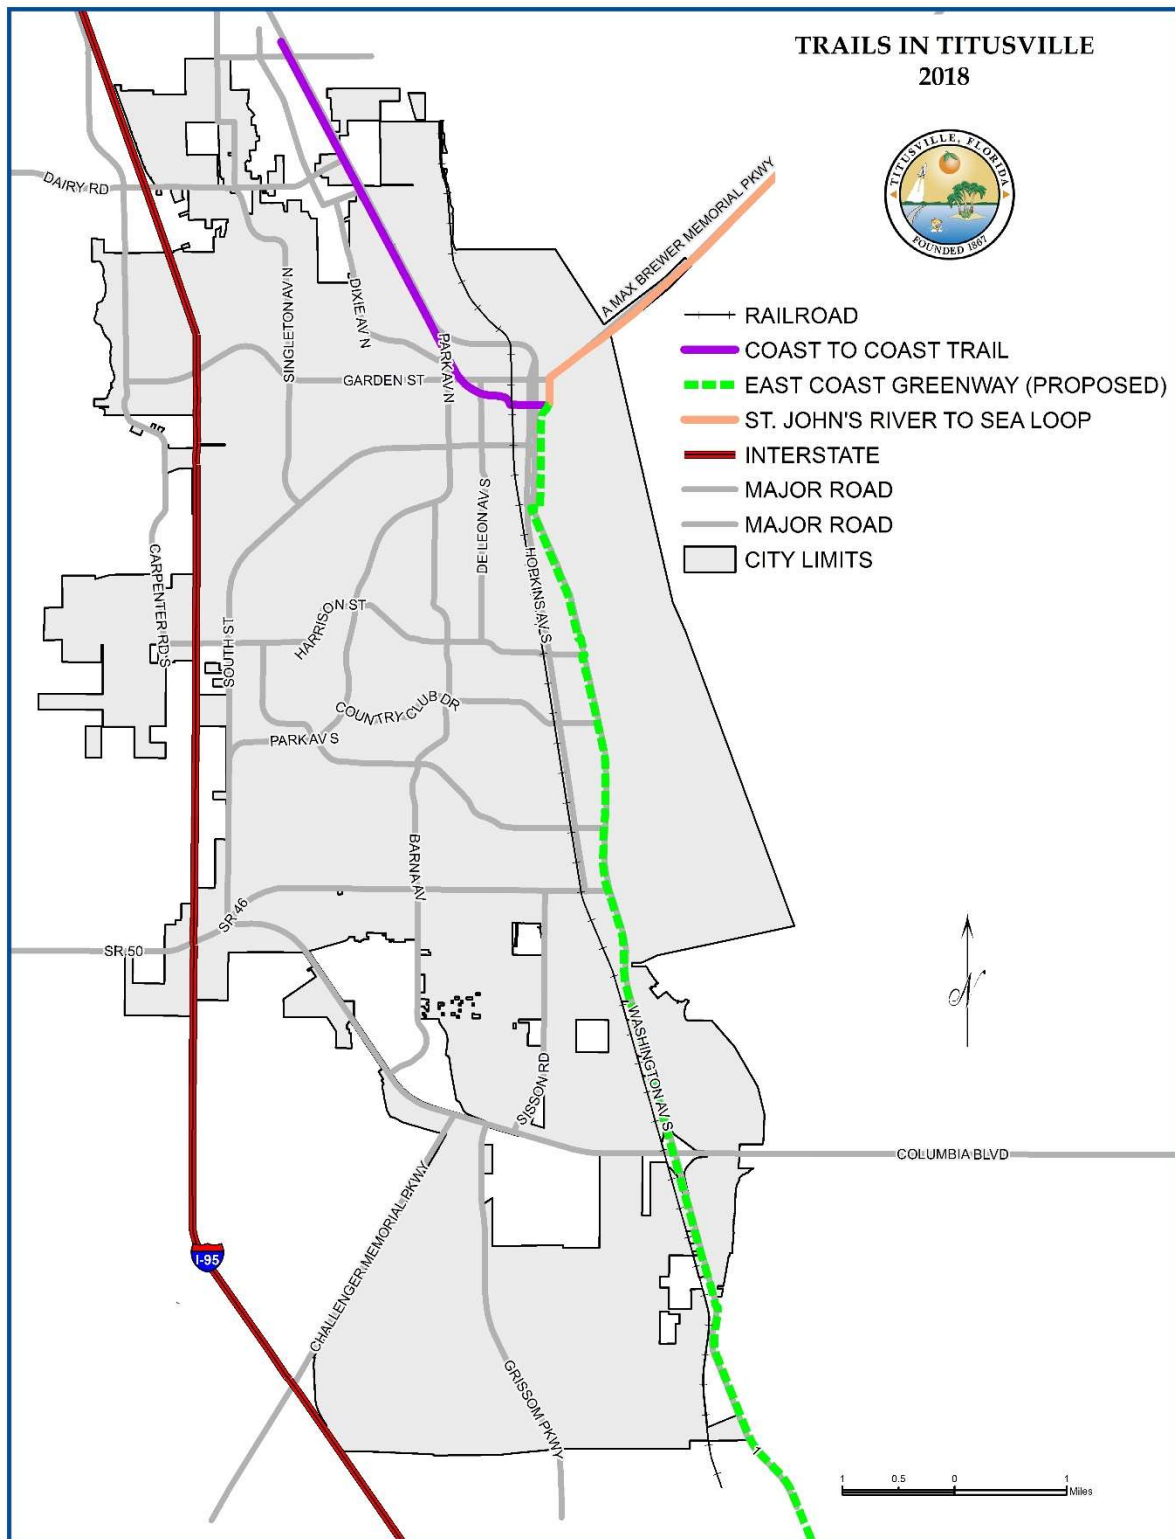 TRAILS IN TITUSVILLE
2018
TITUSVILLE, FLORIDA
FOUNDED 1867
A MAX BREWER MEMORIAL PKWY
DAIRY RD
SINGLETON AV N
DIXIE AV N
PARK AV N
GARDEN ST
RAILROAD
COAST TO COAST TRAIL
EAST COAST GREENWAY (PROPOSED)
ST. JOHN'S RIVER TO SEA LOOP
INTERSTATE
MAJOR ROAD
MAJOR ROAD
CITY LIMITS
DE LEON AV S
HOPKINS AV S
CARPENTER RD S
SOUTH ST
HARRISON ST
COUNTRY CLUB DR
PARK AV S
BARNA AV
SR 46
SR 50
N
WASHINGTON AV S
SISSON RD
COLUMBIA BLVD
I-95
CHALLENGER MEMORIAL PKWY
GRISSOM PKWY
1
1 0.5 0 1
Miles